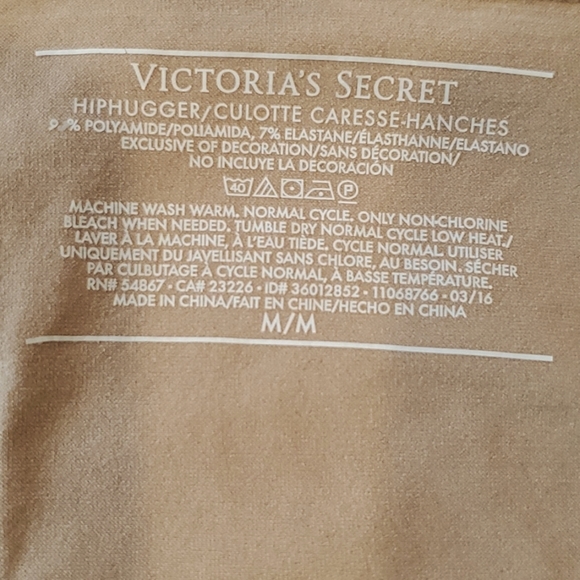 VICTORIA'S SECRET
HIPHUGGER/CULOTTE CARESSE-HANCHES
POLYAMIDE/POLIAMIDA, 7% ELASTANE/ÉLASTHANNE/ELASTANO
EXCLUSIVE OF DECORATION/SANS DÉCORATION/
NO INCLUYE LA DECORACIÓN
40 P
MACHINE WASH WARM. NORMAL CYCLE. ONLY NON-CHLORINE
BLEACH WHEN NEEDED. TUMBLE DRY NORMAL CYCLE LOW HEAT./
LAVER À LA MACHINE, À L'EAU TIÈDE. CYCLE NORMAL. UTILISER
UNIQUEMENT DU JAVELLISANT SANS CHLORE, AU BESOIN. SÉCHER
PAR CULBUTAGE À CYCLE NORMAL, À BASSE TEMPÉRATURE.
RN# 54867 - CA# 23226 - ID# 36012852 - 11068766 - 03/16
MADE IN CHINA/FAIT EN CHINE/HECHO EN CHINA
M/M